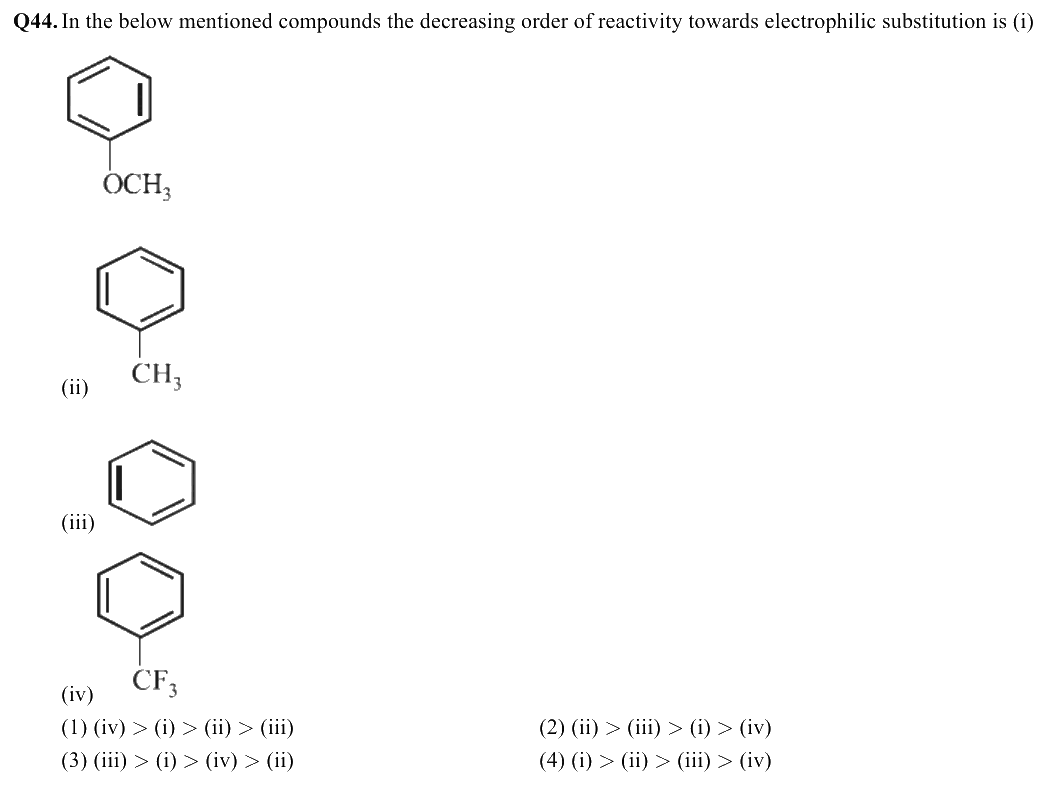 Q44. In the below mentioned compounds the decreasing order of reactivity towards electrophilic substitution is (i)
OCH₃
CH₃
(ii)
(iii)
CF₃
(iv)
(1) (iv) > (i) > (ii) > (iii) (2) (ii) > (iii) > (i) > (iv)
(3) (iii) > (i) > (iv) > (ii) (4) (i) > (ii) > (iii) > (iv)